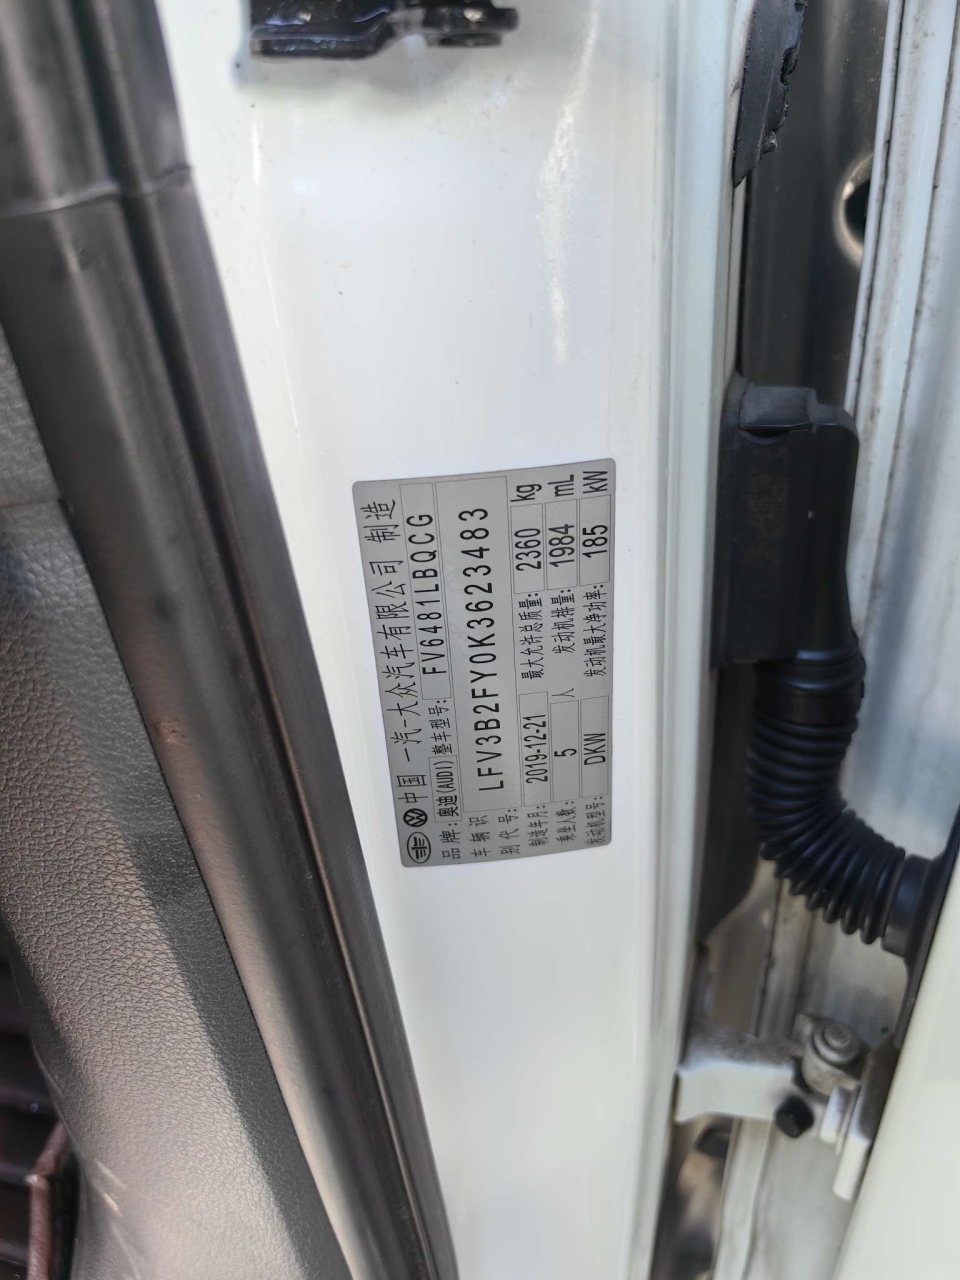 中国 一汽-大众汽车有限公司 制造
品牌: 奥迪(AUDI) 整车型号: FV6481LBQCG
车辆识别代号: LFV3B2FY0K3623483
制造年月: 2019-12-21 最大允许总质量: 2360 kg
乘坐人数: 5 人 发动机排量: 1984 mL
发动机型号: DKW 发动机最大净功率: 185 kW